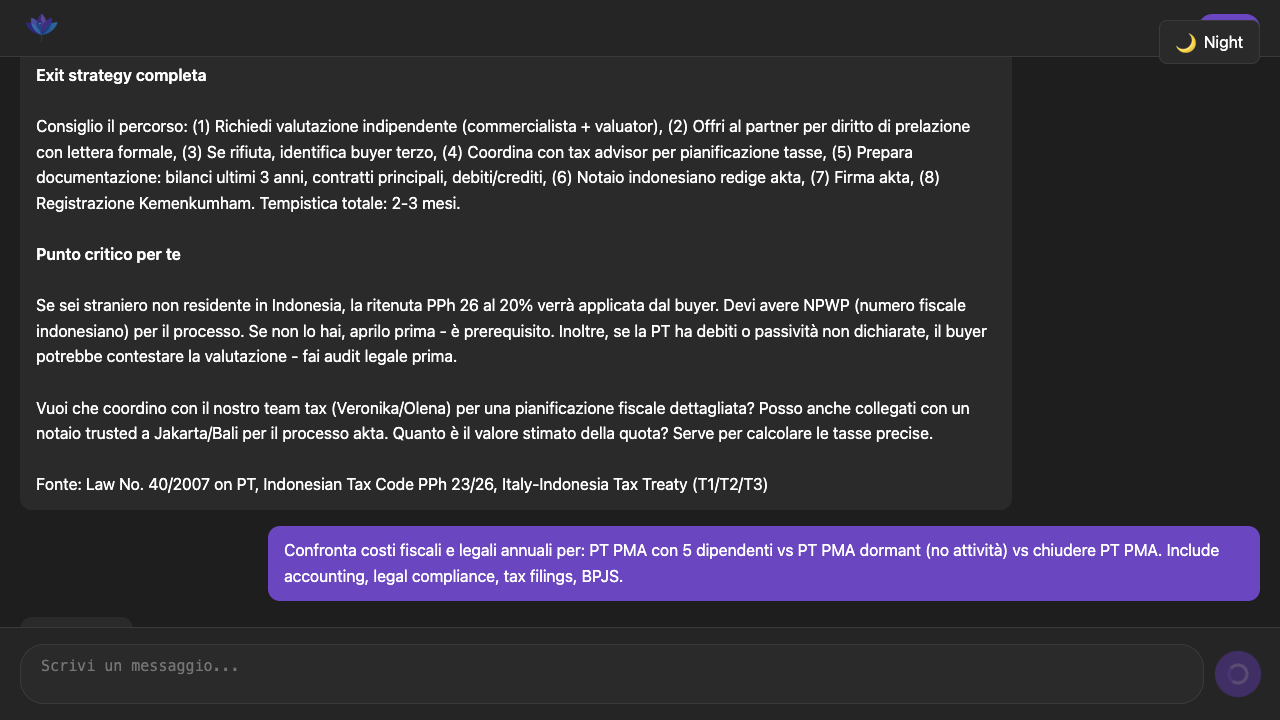 Night
Exit strategy completa
Consiglio il percorso: (1) Richiedi valutazione indipendente (commercialista + valuator), (2) Offri al partner per diritto di prelazione
con lettera formale, (3) Se rifiuta, identifica buyer terzo, (4) Coordina con tax advisor per pianificazione tasse, (5) Prepara
documentazione: bilanci ultimi 3 anni, contratti principali, debiti/crediti, (6) Notaio indonesiano redige akta, (7) Firma akta, (8)
Registrazione Kemenkumham. Tempistica totale: 2-3 mesi.
Punto critico per te
Se sei straniero non residente in Indonesia, la ritenuta PPh 26 al 20% verrà applicata dal buyer. Devi avere NPWP (numero fiscale
indonesiano) per il processo. Se non lo hai, aprilo prima - è prerequisito. Inoltre, se la PT ha debiti o passività non dichiarate, il buyer
potrebbe contestare la valutazione - fai audit legale prima.
Vuoi che coordino con il nostro team tax (Veronika/Olena) per una pianificazione fiscale dettagliata? Posso anche collegati con un
notaio trusted a Jakarta/Bali per il processo akta. Quanto è il valore stimato della quota? Serve per calcolare le tasse precise.
Fonte: Law No. 40/2007 on PT, Indonesian Tax Code PPh 23/26, Italy-Indonesia Tax Treaty (T1/T2/T3)
Confronta costi fiscali e legali annuali per: PT PMA con 5 dipendenti vs PT PMA dormant (no attività) vs chiudere PT PMA. Include
accounting, legal compliance, tax filings, BPJS.
Scrivi un messaggio...